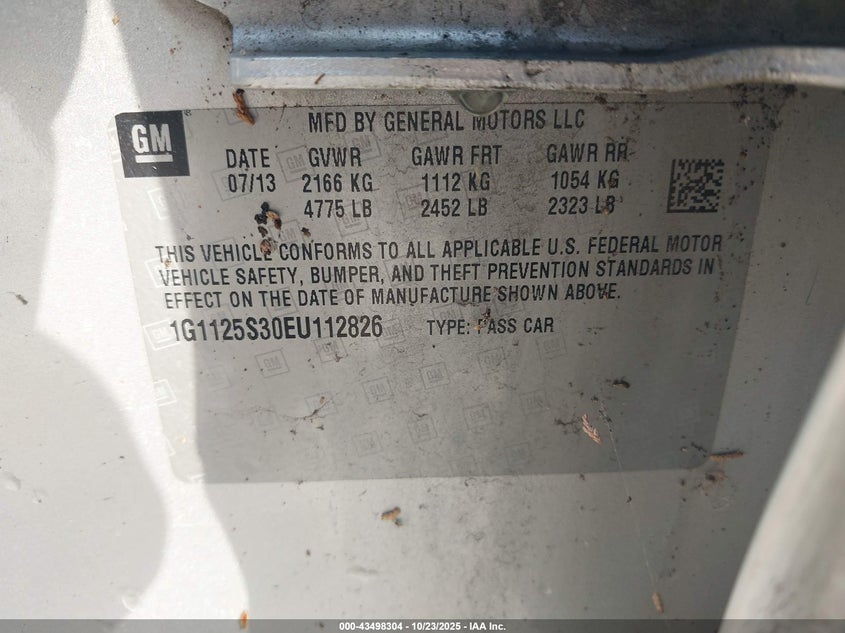 GM
MFD BY GENERAL MOTORS LLC
DATE GVWR GAWR FRT GAWR RR
07/13 2166 KG 1112 KG 1054 KG
4775 LB 2452 LB 2323 LB
THIS VEHICLE CONFORMS TO ALL APPLICABLE U.S. FEDERAL MOTOR
VEHICLE SAFETY, BUMPER, AND THEFT PREVENTION STANDARDS IN
EFFECT ON THE DATE OF MANUFACTURE SHOWN ABOVE.
1G1125S30EU112826 TYPE: PASS CAR
000-43498304 - 10/23/2025 - IAA Inc.